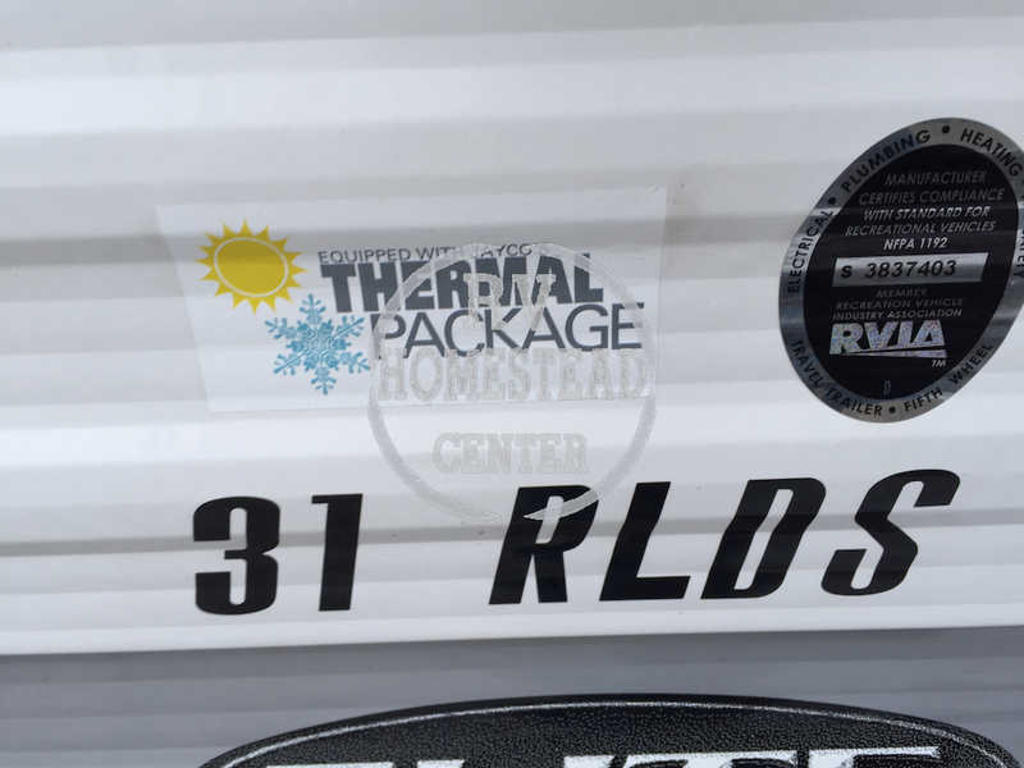 EQUIPPED WITH JAYCO
THERMAL
PACKAGE
RV
HOMESTEAD
CENTER
ELECTRICAL • PLUMBING • HEATING
MANUFACTURER
CERTIFIES COMPLIANCE
WITH STANDARD FOR
RECREATIONAL VEHICLES
NFPA 1192
S 3837403
MEMBER
RECREATION VEHICLE
INDUSTRY ASSOCIATION
RVIA
TM
TRAVEL TRAILER • FIFTH WHEEL
31 RLDS